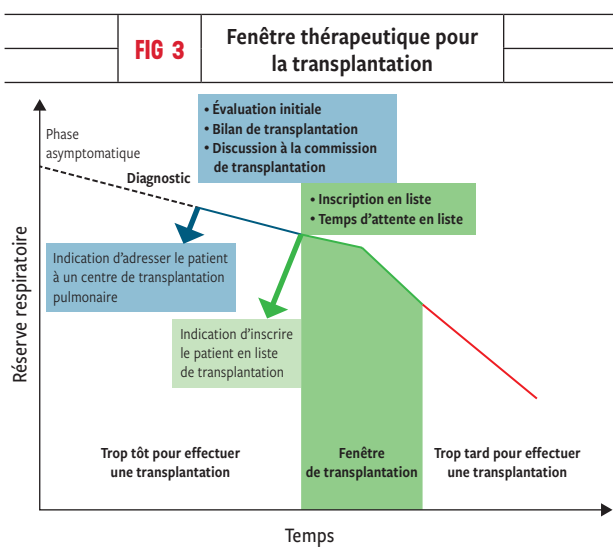 FIG 3
Fenêtre thérapeutique pour
la transplantation
• Évaluation initiale
• Bilan de transplantation
• Discussion à la commission
de transplantation
Phase
asymptomatique
Diagnostic
• Inscription en liste
• Temps d'attente en liste
Indication d'adresser le patient
à un centre de transplantation
pulmonaire
Indication d'inscrire
le patient en liste
de transplantation
Réserve respiratoire
Trop tôt pour effectuer
une transplantation
Fenêtre
de transplantation
Trop tard pour effectuer
une transplantation
Temps